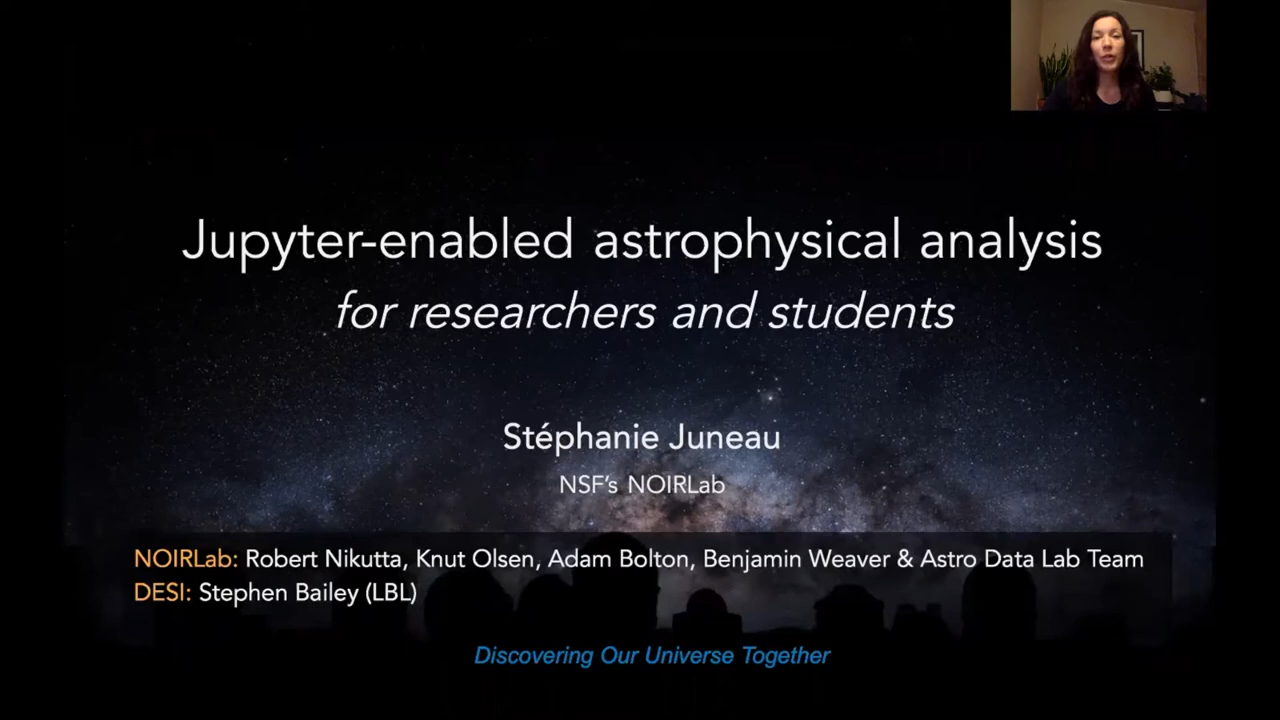 Jupyter-enabled astrophysical analysis
for researchers and students
Stéphanie Juneau
NSF's NOIRLab
NOIRLab: Robert Nikutta, Knut Olsen, Adam Bolton, Benjamin Weaver & Astro Data Lab Team
DESI: Stephen Bailey (LBL)
Discovering Our Universe Together